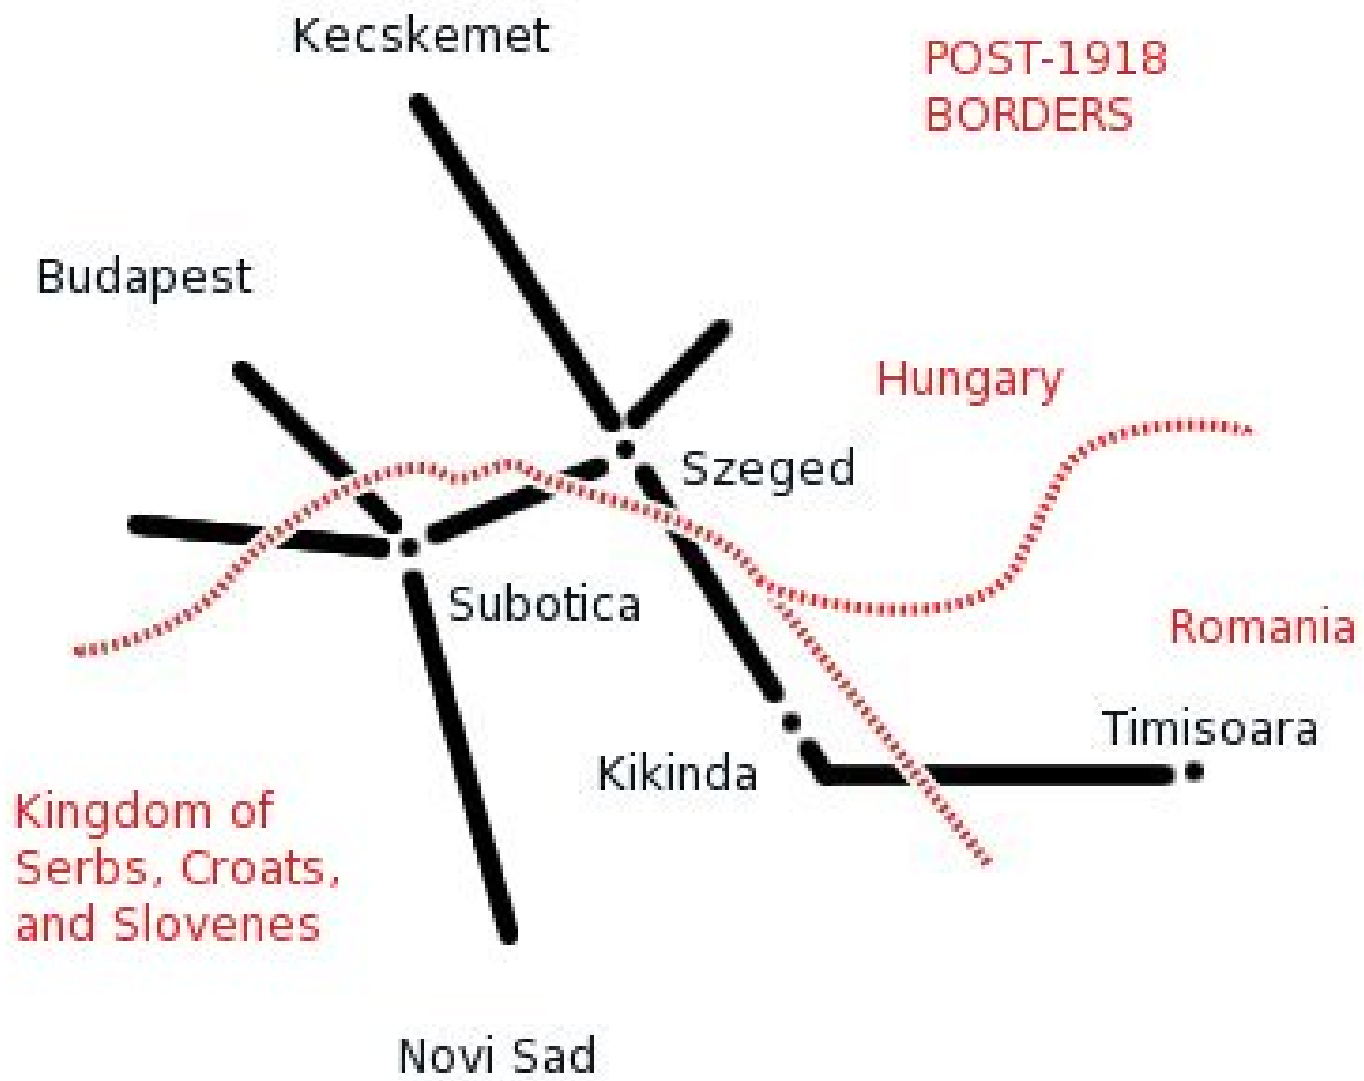 Kecskemet
POST-1918
BORDERS
Budapest
Hungary
Szeged
Subotica
Romania
Timisoara
Kikinda
Kingdom of
Serbs, Croats,
and Slovenes
Novi Sad